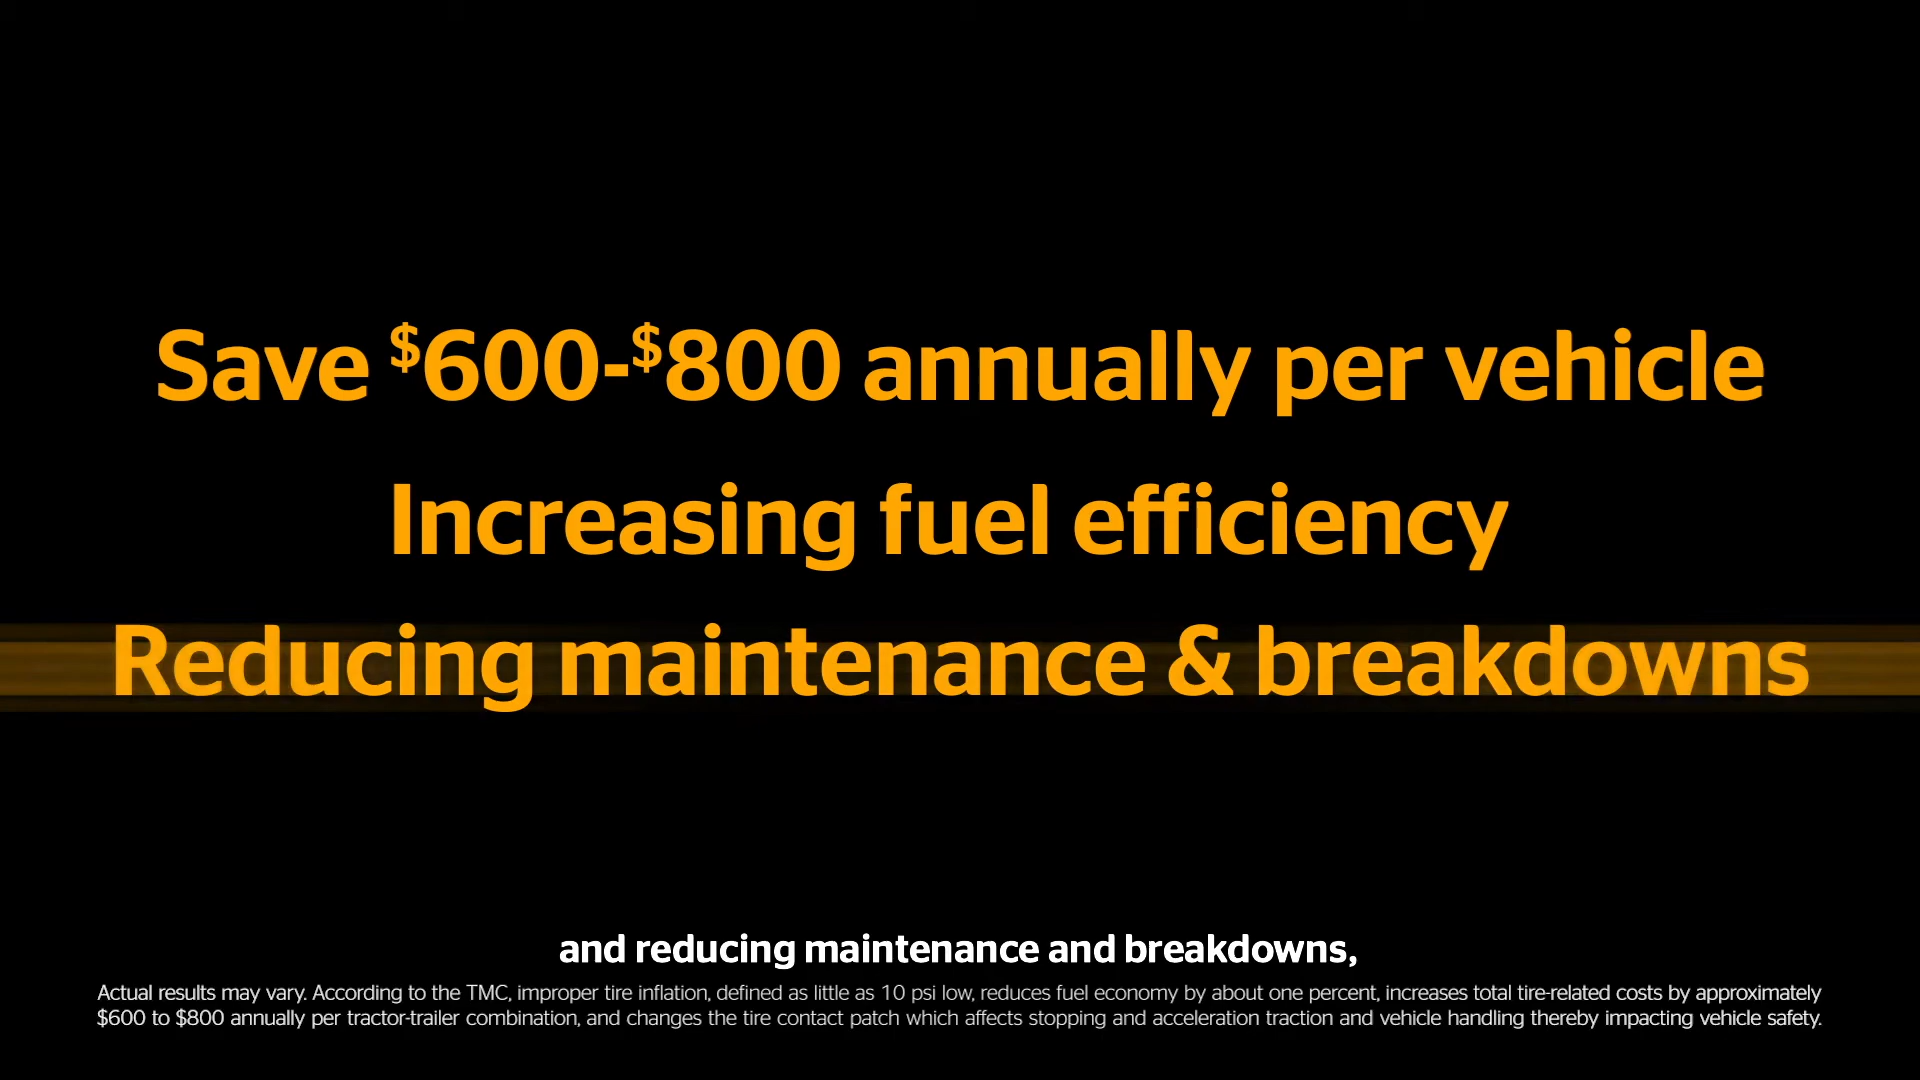 Save $600-$800 annually per vehicle
Increasing fuel efficiency
Reducing maintenance & breakdowns
and reducing maintenance and breakdowns,
Actual results may vary. According to the TMC, improper tire inflation, defined as little as 10 psi low, reduces fuel economy by about one percent, increases total tire-related costs by approximately
$600 to $800 annually per tractor-trailer combination, and changes the tire contact patch which affects stopping and acceleration traction and vehicle handling thereby impacting vehicle safety.